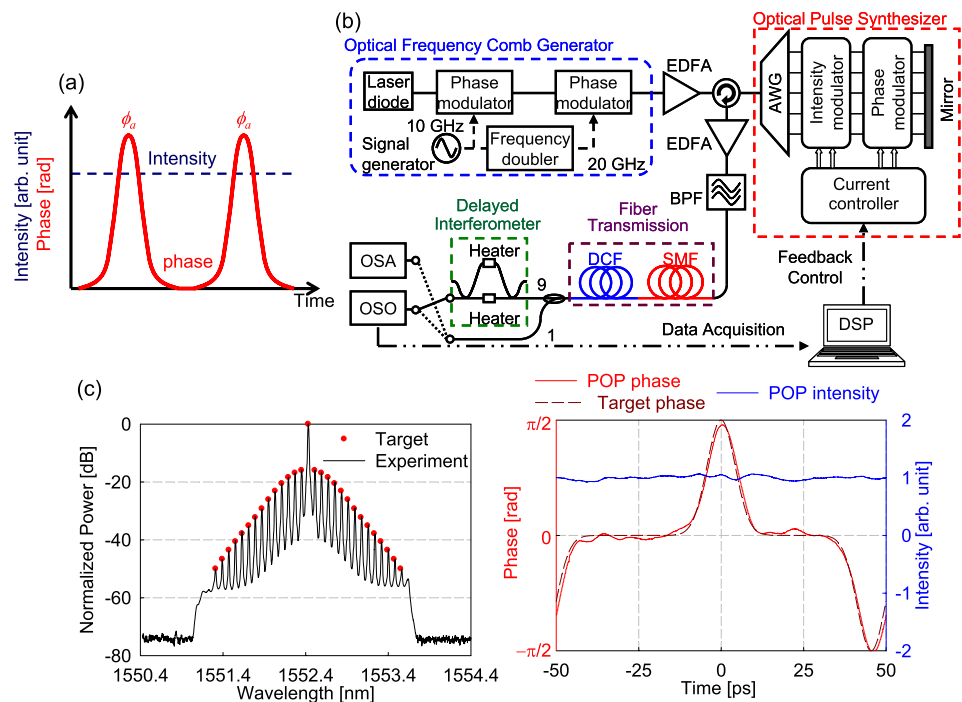 (a)
Intensity [arb. unit]
Phase [rad]
ϕa
ϕa
Intensity
phase
Time
(b)
Optical Frequency Comb Generator
Laser
diode
Phase
modulator
Phase
modulator
10 GHz
Signal
generator
Frequency
doubler
20 GHz
EDFA
EDFA
BPF
Optical Pulse Synthesizer
AWG
Intensity
modulator
Phase
modulator
Mirror
Current
controller
Feedback
Control
DSP
Data Acquisition
Fiber
Transmission
DCF
SMF
Delayed
Interferometer
Heater
Heater
9
1
OSA
OSO
(c)
Normalized Power [dB]
0
-20
-40
-60
-80
Target
Experiment
1550.4
1551.4
1552.4
1553.4
1554.4
Wavelength [nm]
POP phase
POP intensity
Target phase
Phase [rad]
π/2
0
−π/2
2
1
0
-1
-2
Intensity [arb. unit]
-50
-25
0
25
50
Time [ps]